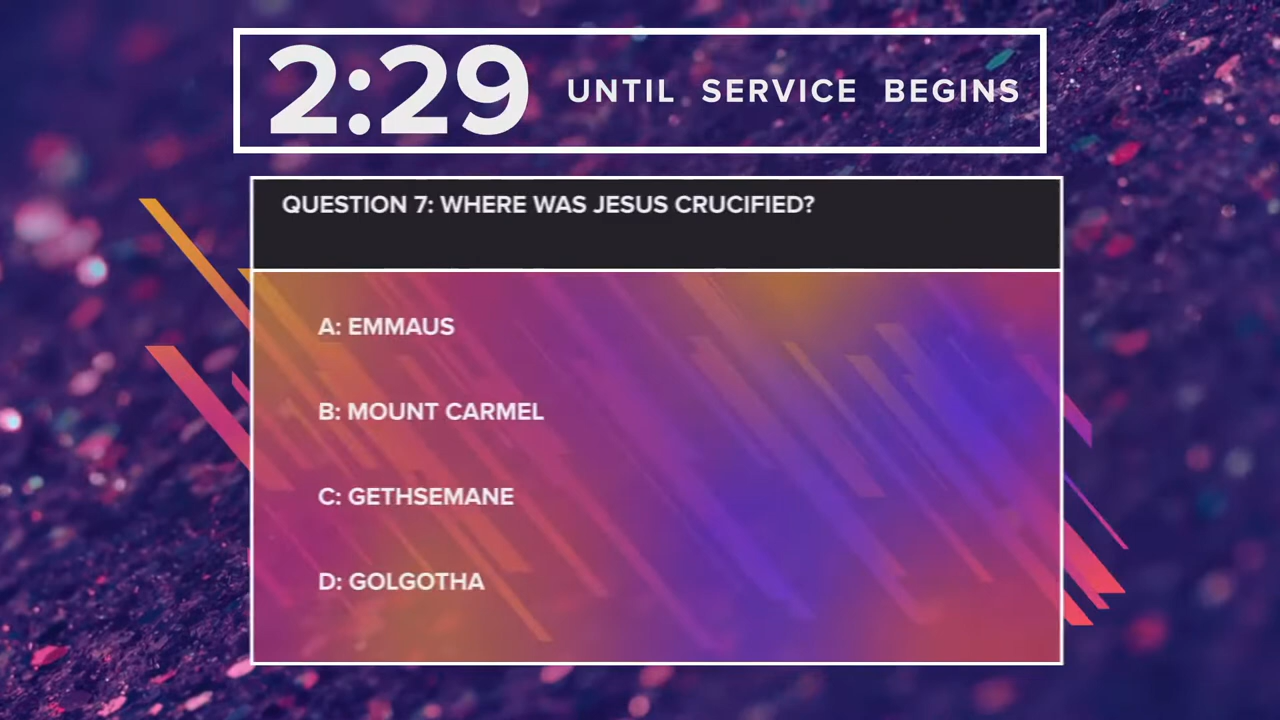 2:29 UNTIL SERVICE BEGINS
QUESTION 7: WHERE WAS JESUS CRUCIFIED?
A: EMMAUS
B: MOUNT CARMEL
C: GETHSEMANE
D: GOLGOTHA